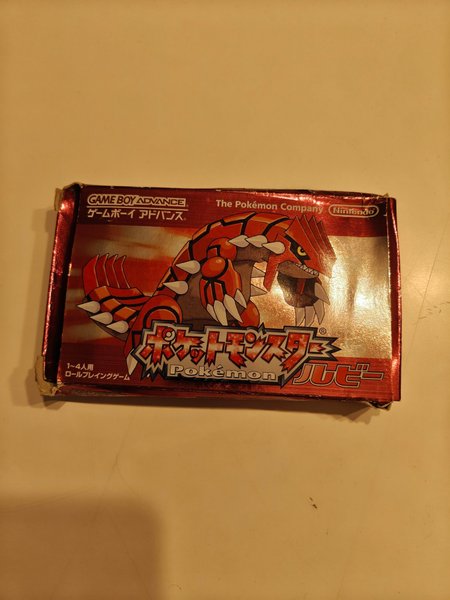 GAME BOY ADVANCE
ゲームボーイ アドバンス
The Pokémon Company
Nintendo
ポケットモンスター®
Pokémon
ルビー
1～4人用
ロールプレイングゲーム